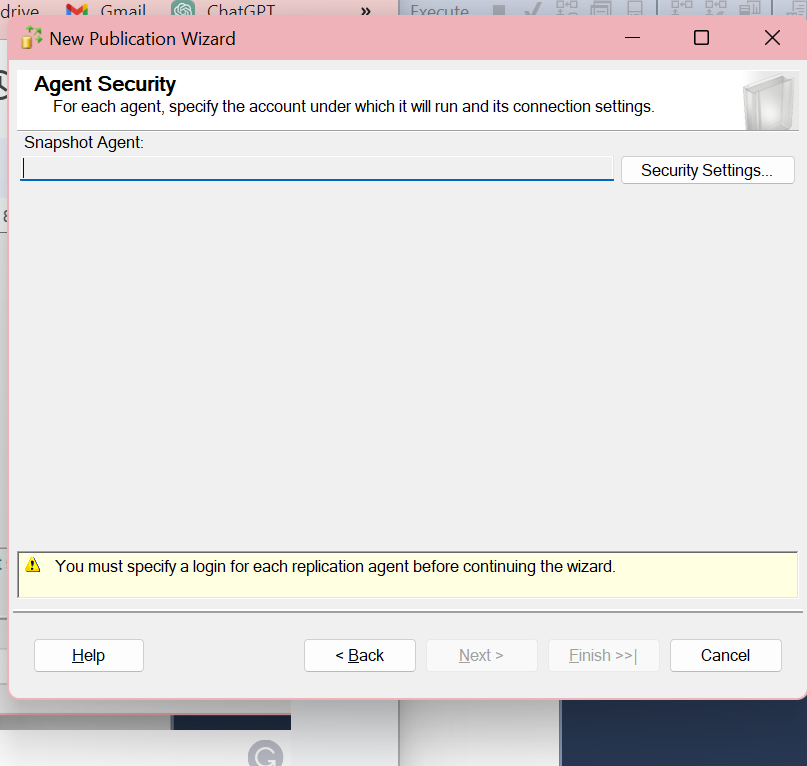 drive Gmail ChatGPT » Execute
New Publication Wizard
Agent Security
For each agent, specify the account under which it will run and its connection settings.
Snapshot Agent:
Security Settings...
You must specify a login for each replication agent before continuing the wizard.
Help < Back Next > Finish >>| Cancel